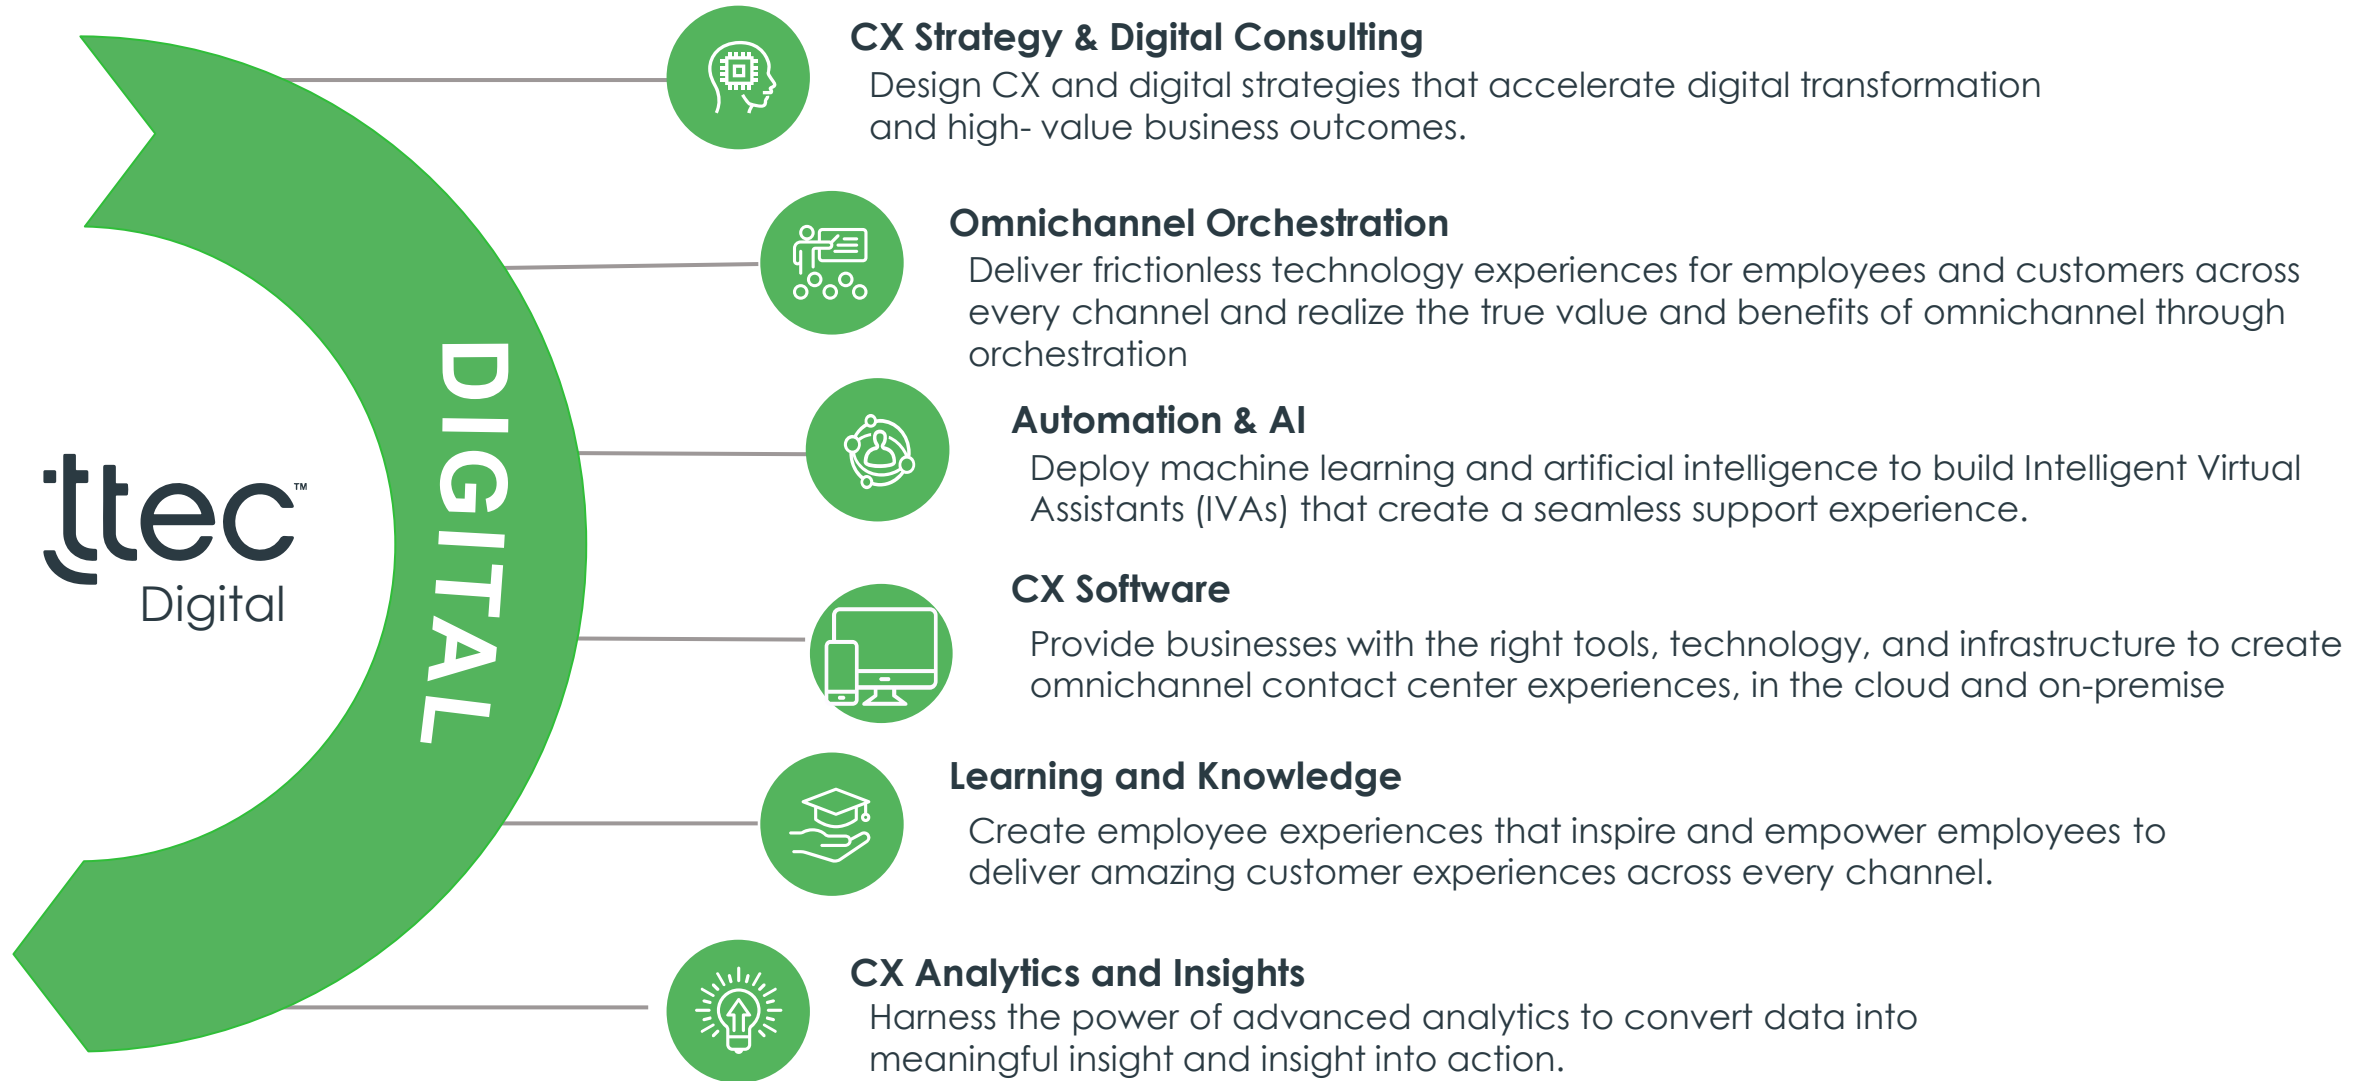 CX Strategy & Digital Consulting
Design CX and digital strategies that accelerate digital transformation
and high- value business outcomes.
Omnichannel Orchestration
Deliver frictionless technology experiences for employees and customers across
every channel and realize the true value and benefits of omnichannel through
orchestration
DIGITAL
Automation & AI
Deploy machine learning and artificial intelligence to build Intelligent Virtual
Assistants (IVAs) that create a seamless support experience.
ttec™
Digital
CX Software
Provide businesses with the right tools, technology, and infrastructure to create
omnichannel contact center experiences, in the cloud and on-premise
Learning and Knowledge
Create employee experiences that inspire and empower employees to
deliver amazing customer experiences across every channel.
CX Analytics and Insights
Harness the power of advanced analytics to convert data into
meaningful insight and insight into action.